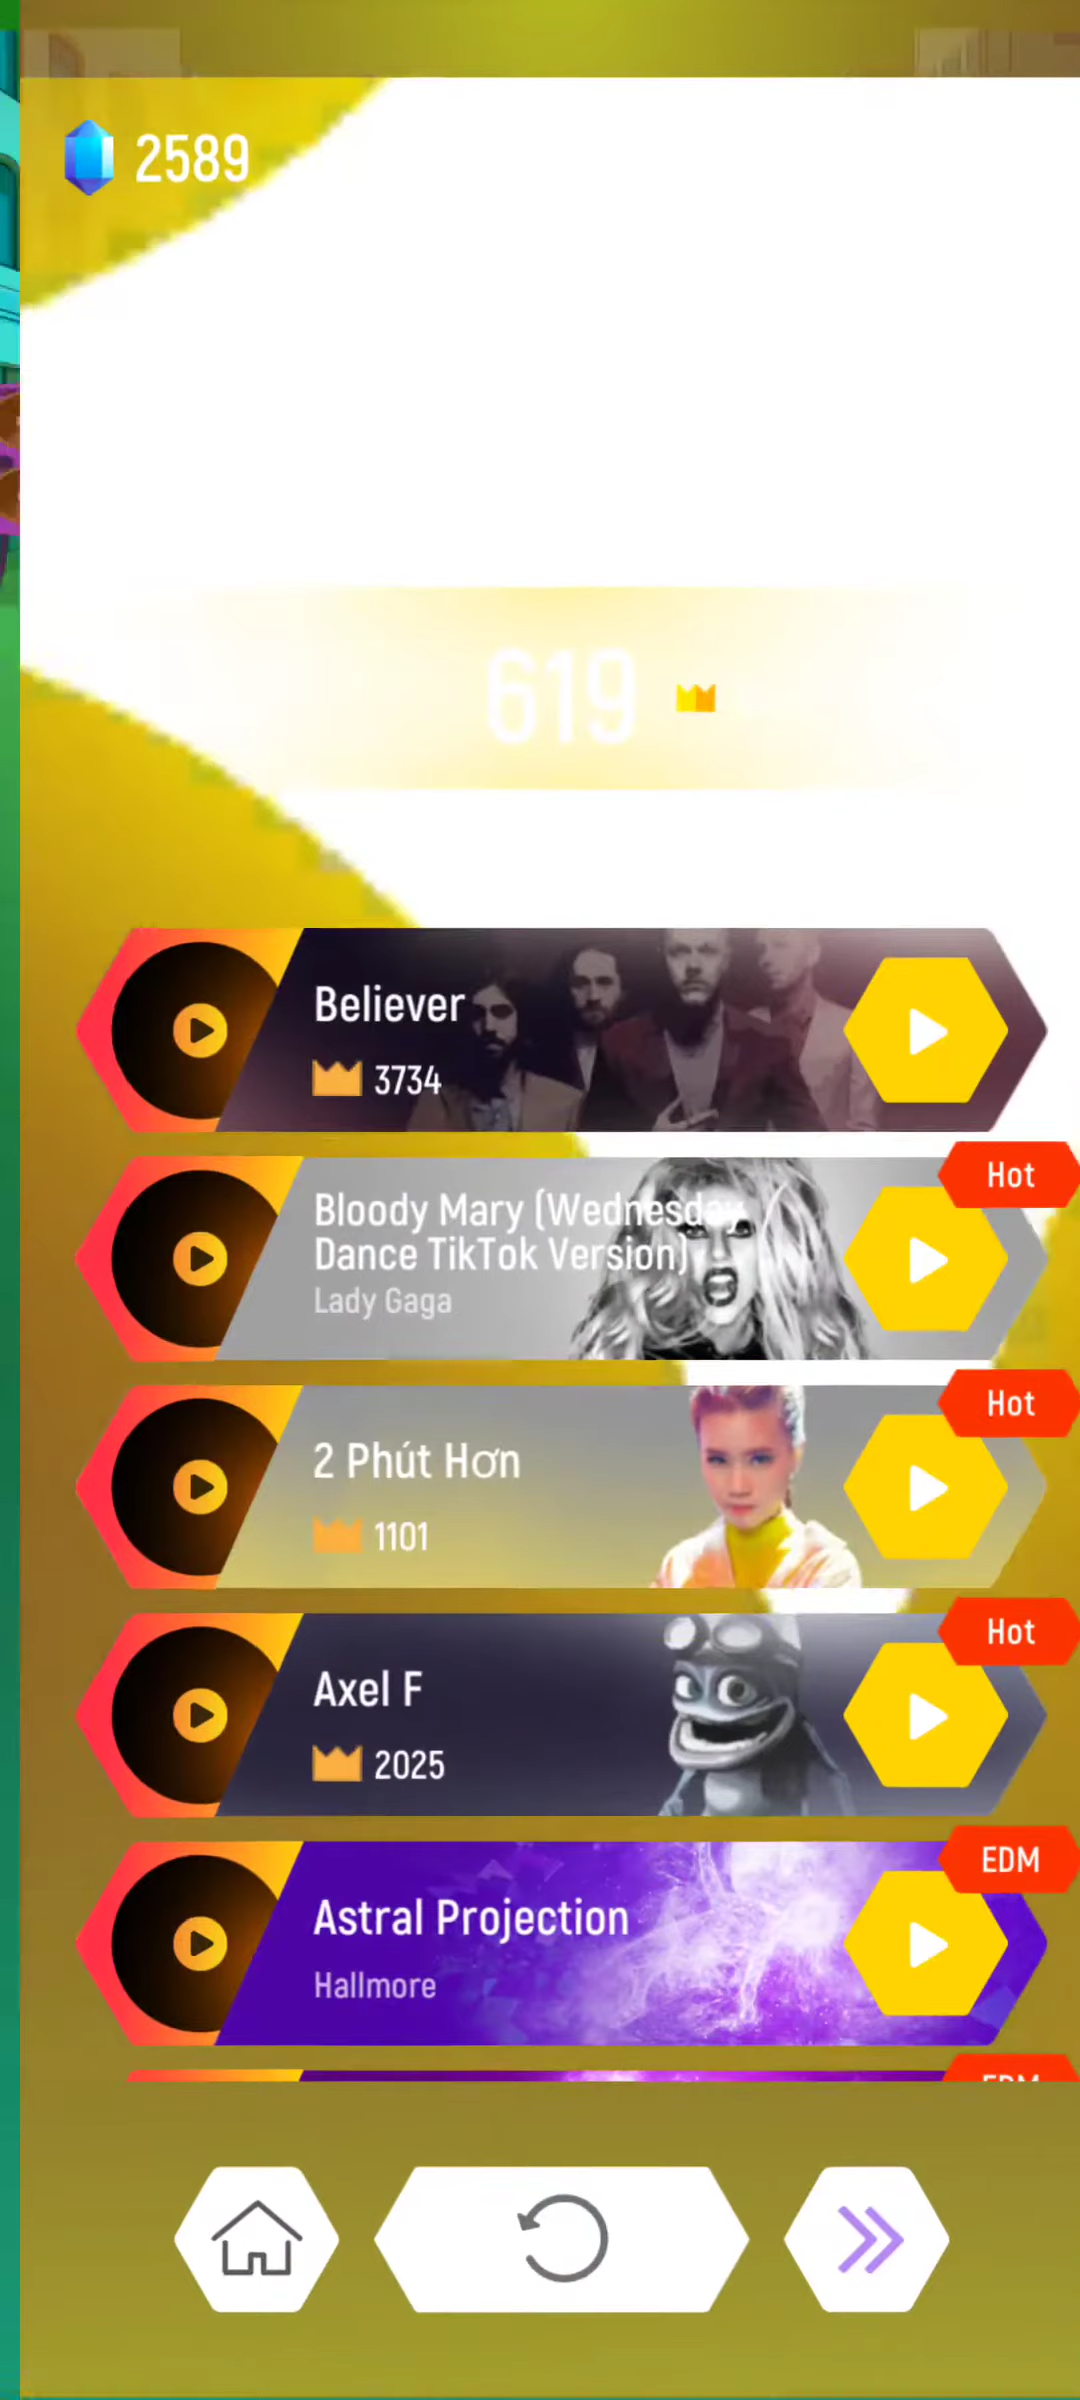 2589
619
Believer
3734
Hot
Bloody Mary (Wednesday
Dance TikTok Version)
Lady Gaga
Hot
2 Phút Hơn
1101
Hot
Axel F
2025
EDM
Astral Projection
Hallmore
EDM